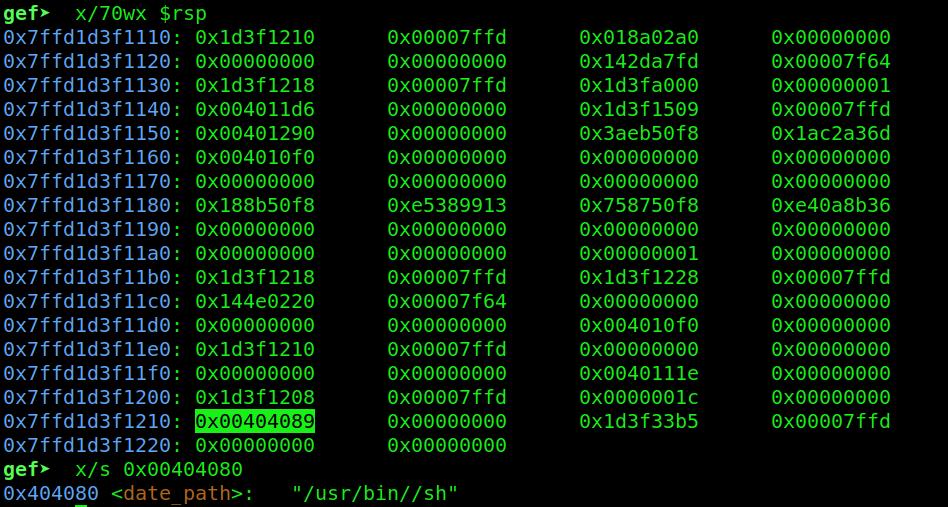 gef➤  x/70wx $rsp
0x7ffd1d3f1110: 0x1d3f1210      0x00007ffd      0x018a02a0      0x00000000
0x7ffd1d3f1120: 0x00000000      0x00000000      0x142da7fd      0x00007f64
0x7ffd1d3f1130: 0x1d3f1218      0x00007ffd      0x1d3fa000      0x00000001
0x7ffd1d3f1140: 0x004011d6      0x00000000      0x1d3f1509      0x00007ffd
0x7ffd1d3f1150: 0x00401290      0x00000000      0x3aeb50f8      0x1ac2a36d
0x7ffd1d3f1160: 0x004010f0      0x00000000      0x00000000      0x00000000
0x7ffd1d3f1170: 0x00000000      0x00000000      0x00000000      0x00000000
0x7ffd1d3f1180: 0x188b50f8      0xe5389913      0x758750f8      0xe40a8b36
0x7ffd1d3f1190: 0x00000000      0x00000000      0x00000000      0x00000000
0x7ffd1d3f11a0: 0x00000000      0x00000001      0x00000000      0x00000000
0x7ffd1d3f11b0: 0x1d3f1218      0x00007ffd      0x1d3f1228      0x00007ffd
0x7ffd1d3f11c0: 0x144e0220      0x00007f64      0x00000000      0x00000000
0x7ffd1d3f11d0: 0x00000000      0x00000000      0x004010f0      0x00000000
0x7ffd1d3f11e0: 0x1d3f1210      0x00007ffd      0x00000000      0x00000000
0x7ffd1d3f11f0: 0x00000000      0x00000000      0x0040111e      0x00000000
0x7ffd1d3f1200: 0x1d3f1208      0x00007ffd      0x0000001c      0x00000000
0x7ffd1d3f1210: 0x00404089      0x00000000      0x1d3f33b5      0x00007ffd
0x7ffd1d3f1220: 0x00000000      0x00000000
gef➤  x/s 0x00404080
0x404080 <date_path>:   "/usr/bin//sh"